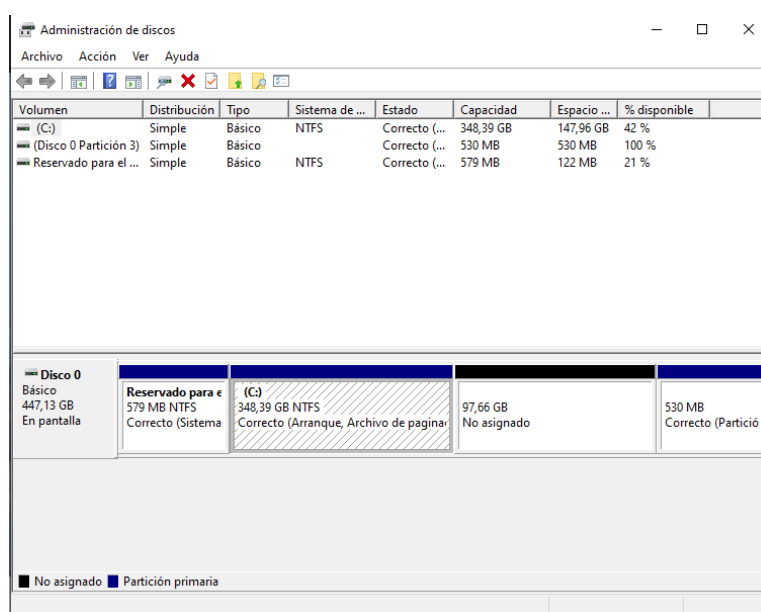 Administración de discos
Archivo Acción Ver Ayuda
Volumen Distribución Tipo Sistema de ... Estado Capacidad Espacio ... % disponible
(C:) Simple Básico NTFS Correcto (... 348,39 GB 147,96 GB 42 %
(Disco 0 Partición 3) Simple Básico Correcto (... 530 MB 530 MB 100 %
Reservado para el ... Simple Básico NTFS Correcto (... 579 MB 122 MB 21 %
Disco 0
Básico
447,13 GB
En pantalla
Reservado para e
579 MB NTFS
Correcto (Sistema
(C:)
348,39 GB NTFS
Correcto (Arranque, Archivo de pagina
97,66 GB
No asignado
530 MB
Correcto (Partició
No asignado Partición primaria